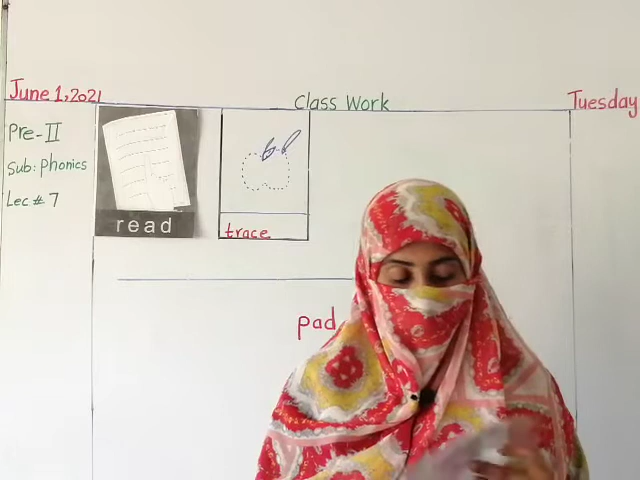 June 1, 2021
Class Work
Tuesday
Pre-II
Sub: Phonics
Lec # 7
read
trace
pad